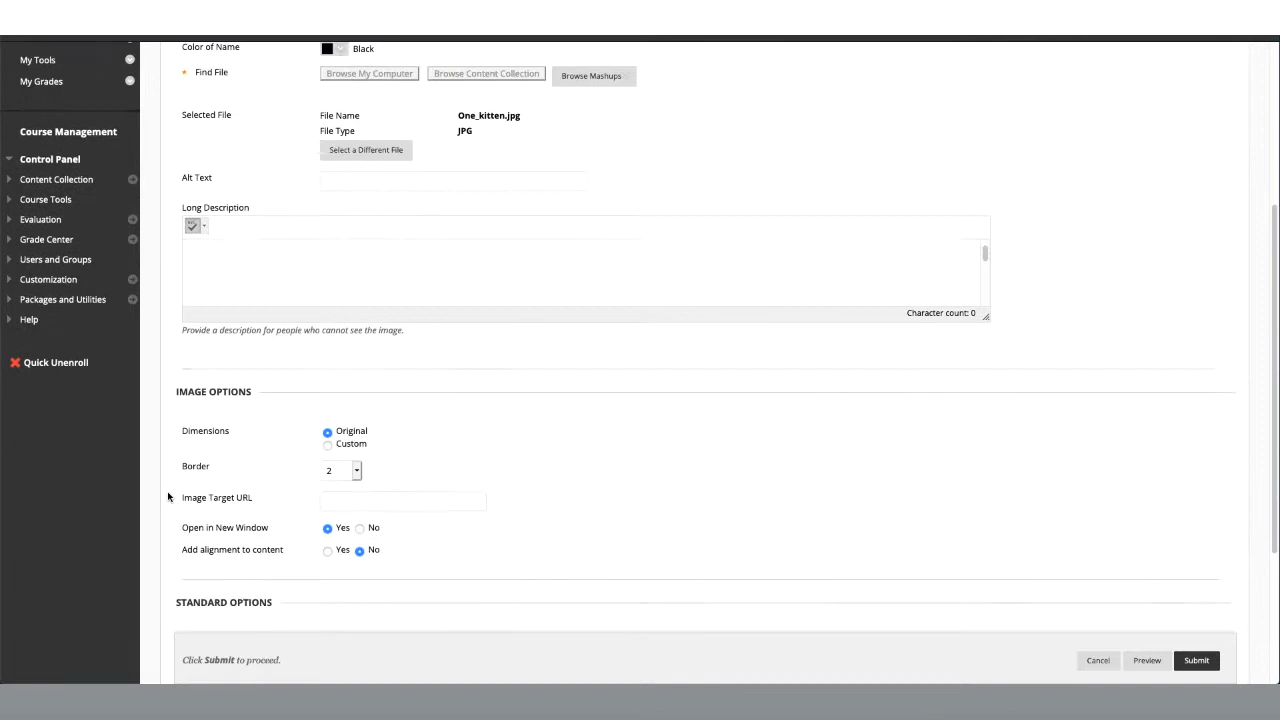 My Tools
My Grades
Course Management
Control Panel
Content Collection
Course Tools
Evaluation
Grade Center
Users and Groups
Customization
Packages and Utilities
Help
Quick Unenroll
Color of Name Black
* Find File Browse My Computer Browse Content Collection Browse Mashups
Selected File File Name One_kitten.jpg
File Type JPG
Select a Different File
Alt Text
Long Description
Character count: 0
Provide a description for people who cannot see the image.
IMAGE OPTIONS
Dimensions Original
Custom
Border 2
Image Target URL
Open in New Window Yes No
Add alignment to content Yes No
STANDARD OPTIONS
Click Submit to proceed. Cancel Preview Submit